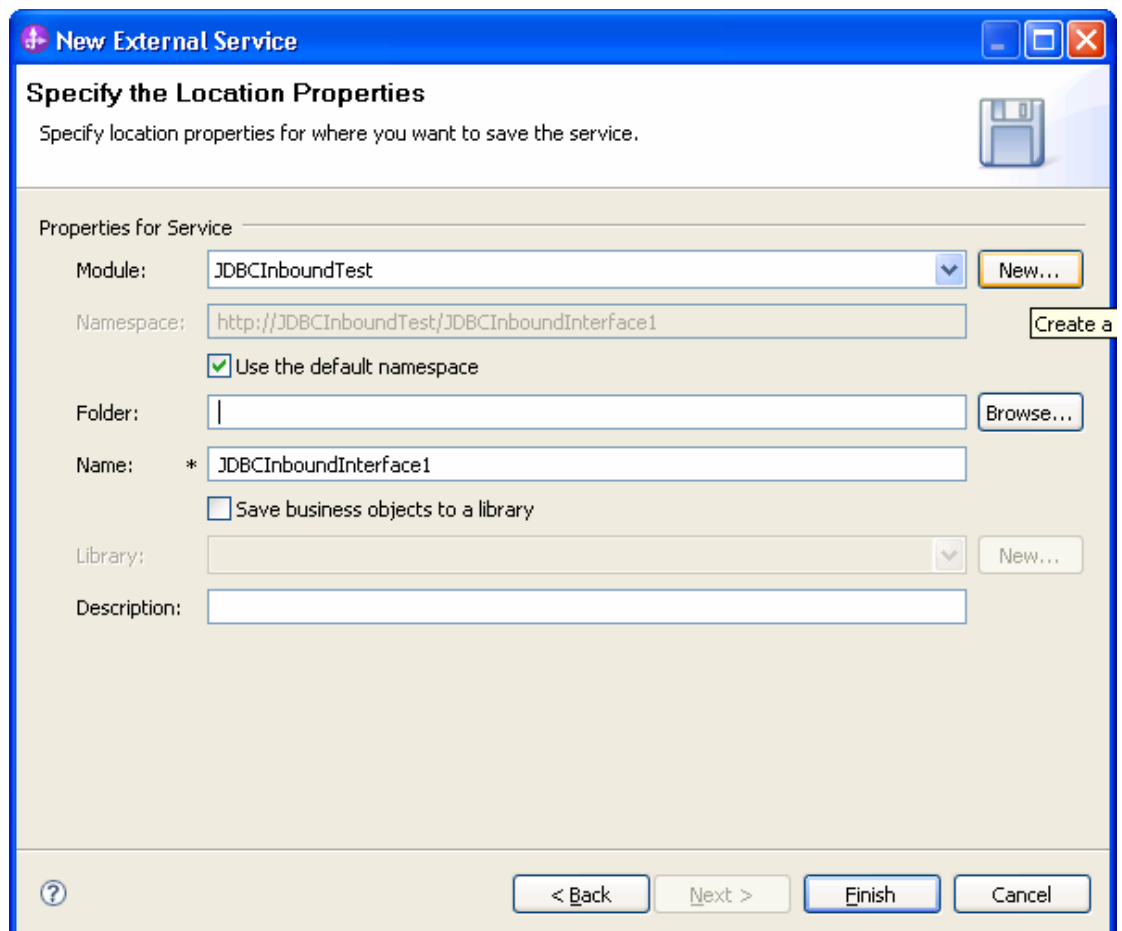 New External Service
Specify the Location Properties
Specify location properties for where you want to save the service.
Properties for Service
Module: JDBCInboundTest New...
Namespace: http://JDBCInboundTest/JDBCInboundInterface1
Create a
Use the default namespace
Folder: Browse...
Name: * JDBCInboundInterface1
Save business objects to a library
Library: New...
Description:
? < Back Next > Finish Cancel